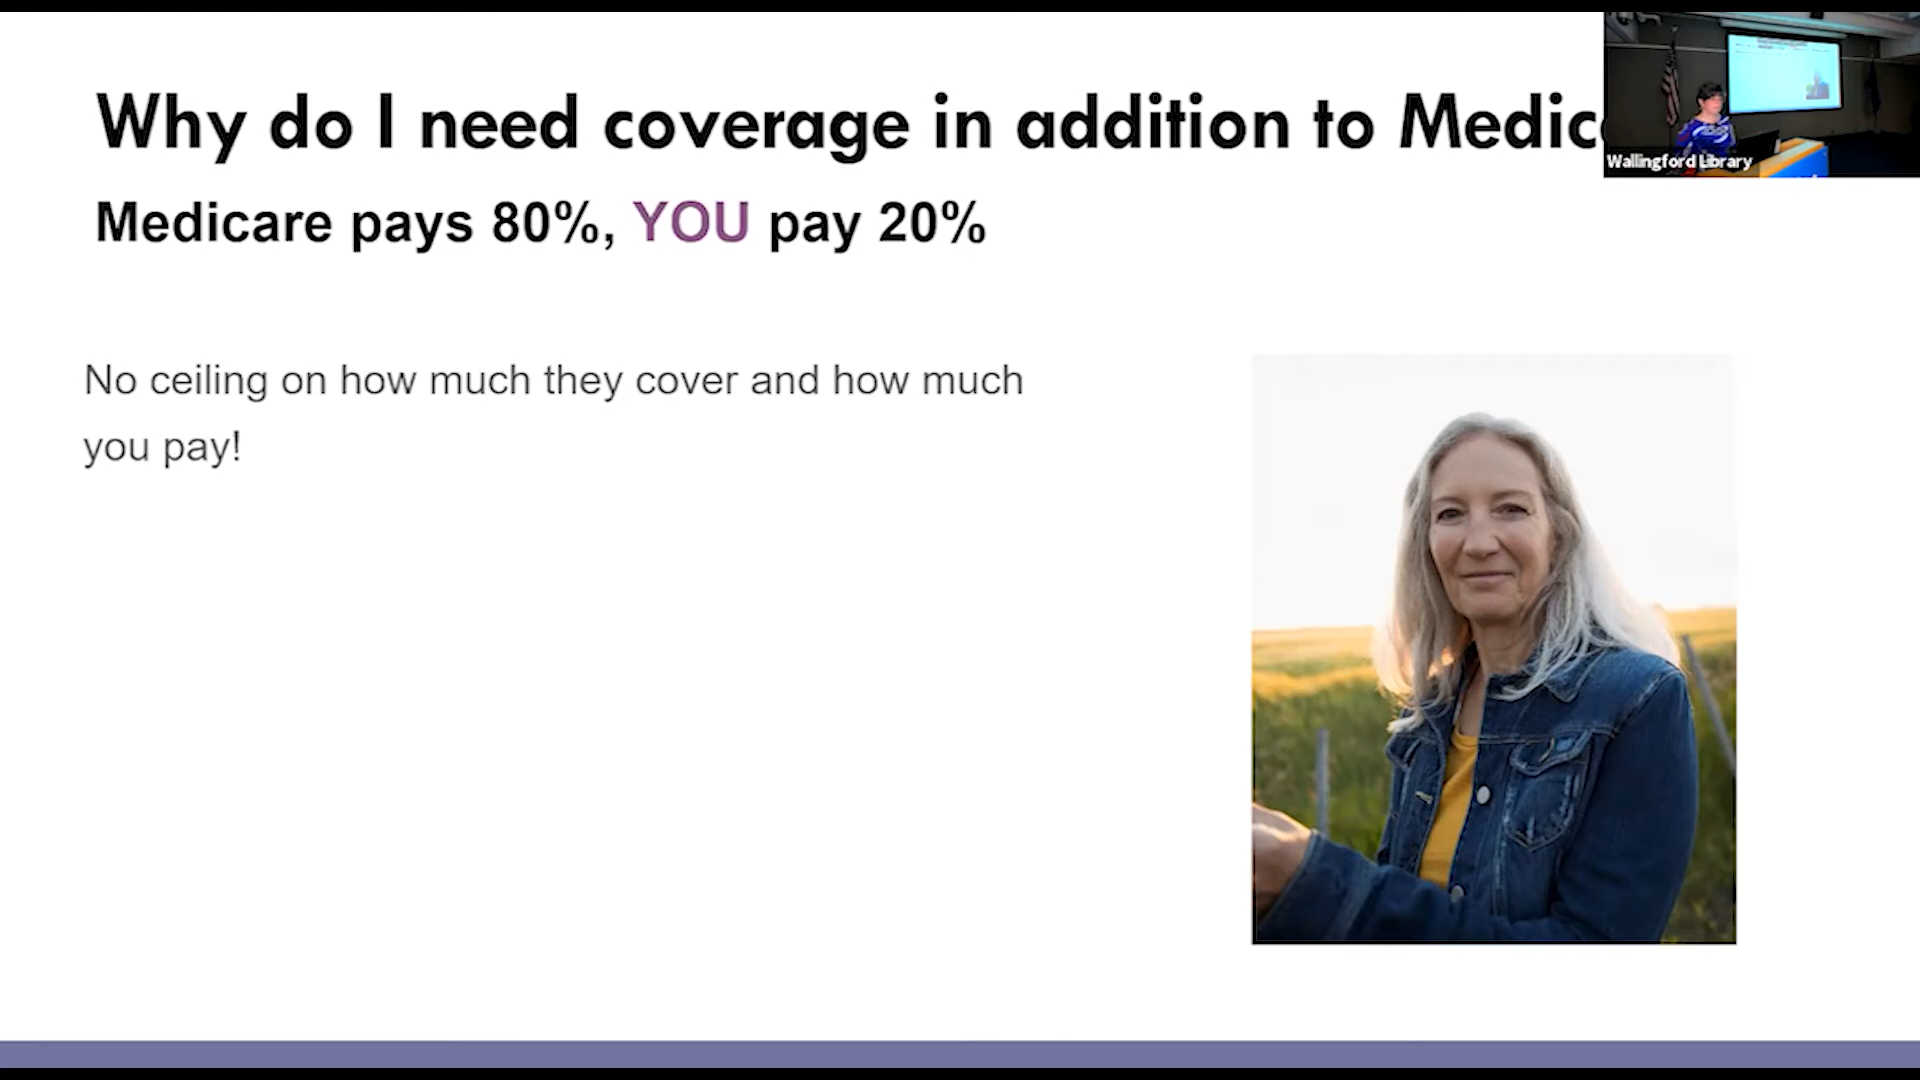 Why do I need coverage in addition to Medic
Wallingford Library
Medicare pays 80%, YOU pay 20%
No ceiling on how much they cover and how much
you pay!